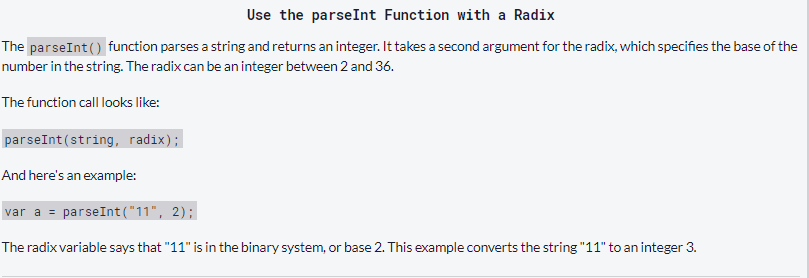 Use the parseInt Function with a Radix
The parseInt() function parses a string and returns an integer. It takes a second argument for the radix, which specifies the base of the
number in the string. The radix can be an integer between 2 and 36.
The function call looks like:
parseInt(string, radix);
And here's an example:
var a = parseInt("11", 2);
The radix variable says that "11" is in the binary system, or base 2. This example converts the string "11" to an integer 3.